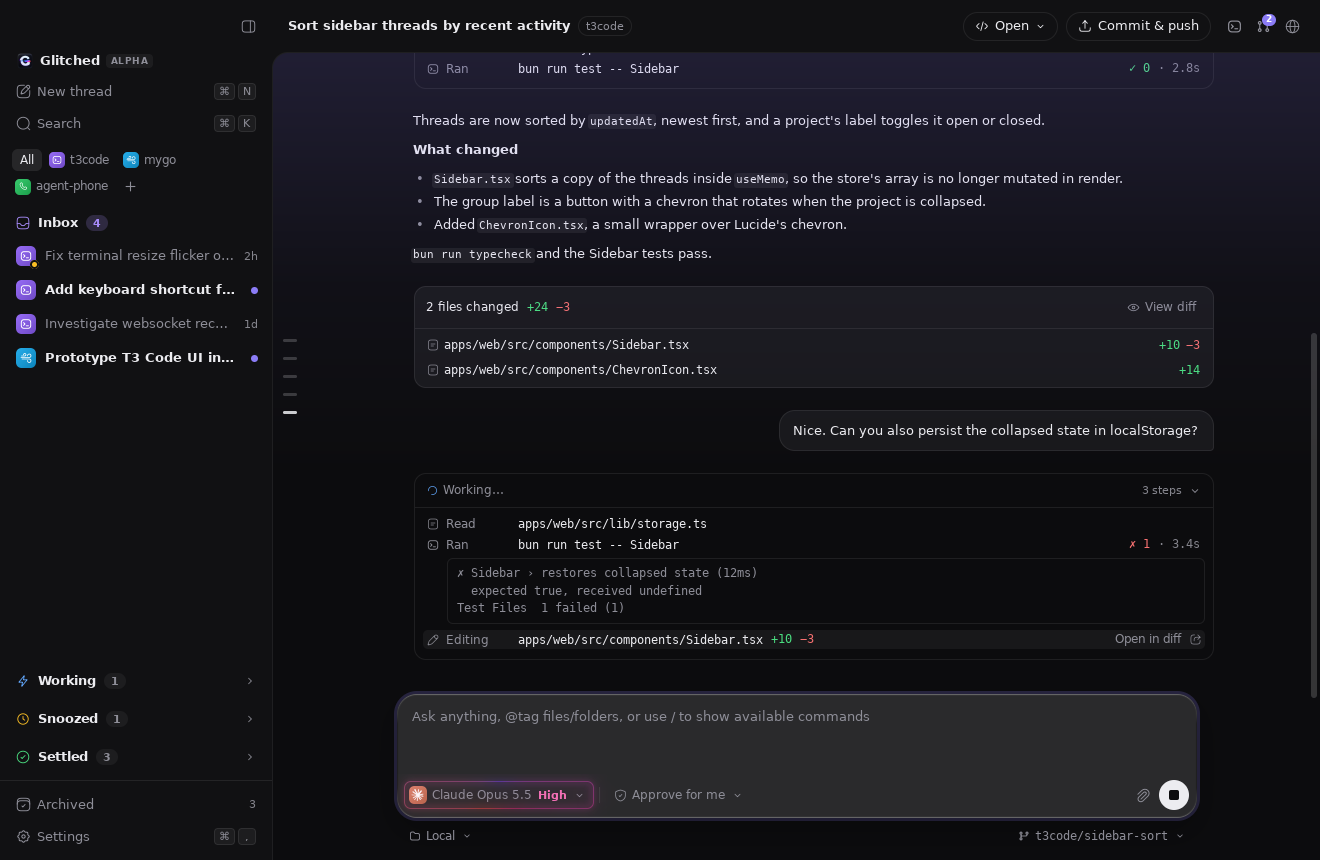 Sort sidebar threads by recent activity t3code
Open
Commit & push
2
Glitched ALPHA
New thread ⌘ N
Search ⌘ K
All t3code mygo
agent-phone +
Inbox 4
Fix terminal resize flicker o... 2h
Add keyboard shortcut f...
Investigate websocket rec... 1d
Prototype T3 Code UI in...
Working 1
Snoozed 1
Settled 3
Archived 3
Settings ⌘ ,
Ran bun run test -- Sidebar ✓ 0 · 2.8s
Threads are now sorted by updatedAt, newest first, and a project's label toggles it open or closed.
What changed
• Sidebar.tsx sorts a copy of the threads inside useMemo, so the store's array is no longer mutated in render.
• The group label is a button with a chevron that rotates when the project is collapsed.
• Added ChevronIcon.tsx, a small wrapper over Lucide's chevron.
bun run typecheck and the Sidebar tests pass.
2 files changed +24 −3 View diff
apps/web/src/components/Sidebar.tsx +10 −3
apps/web/src/components/ChevronIcon.tsx +14
Nice. Can you also persist the collapsed state in localStorage?
Working... 3 steps
Read apps/web/src/lib/storage.ts
Ran bun run test -- Sidebar ✗ 1 · 3.4s
✗ Sidebar › restores collapsed state (12ms)
expected true, received undefined
Test Files 1 failed (1)
Editing apps/web/src/components/Sidebar.tsx +10 −3 Open in diff
Ask anything, @tag files/folders, or use / to show available commands
Claude Opus 5.5 High
Approve for me
Local
t3code/sidebar-sort